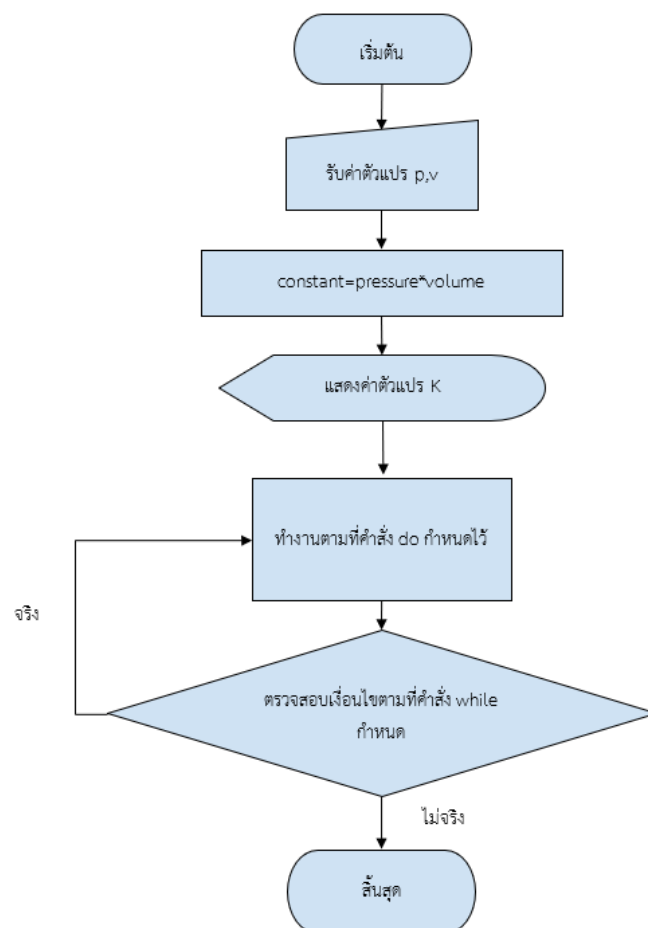 เริ่มต้น
รับค่าตัวแปร p,v
constant=pressure*volume
แสดงค่าตัวแปร K
ทำงานตามที่คำสั่ง do กำหนดไว้
จริง
ตรวจสอบเงื่อนไขตามที่คำสั่ง while
กำหนด
ไม่จริง
สิ้นสุด